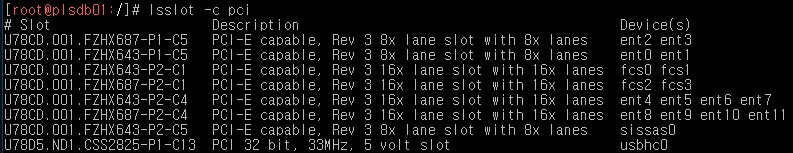 [root@plsdb01:/]# lsslot -c pci
# Slot                    Description                                         Device(s)
U78CD.001.FZHX687-P1-C5   PCI-E capable, Rev 3 8x lane slot with 8x lanes     ent2 ent3
U78CD.001.FZHX643-P1-C5   PCI-E capable, Rev 3 8x lane slot with 8x lanes     ent0 ent1
U78CD.001.FZHX643-P2-C1   PCI-E capable, Rev 3 16x lane slot with 16x lanes   fcs0 fcs1
U78CD.001.FZHX687-P2-C1   PCI-E capable, Rev 3 16x lane slot with 16x lanes   fcs2 fcs3
U78CD.001.FZHX643-P2-C4   PCI-E capable, Rev 3 16x lane slot with 16x lanes   ent4 ent5 ent6 ent7
U78CD.001.FZHX687-P2-C4   PCI-E capable, Rev 3 16x lane slot with 16x lanes   ent8 ent9 ent10 ent11
U78CD.001.FZHX643-P2-C5   PCI-E capable, Rev 3 8x lane slot with 8x lanes     sissas0
U78D5.ND1.CSS2825-P1-C13  PCI 32 bit, 33MHz, 5 volt slot                      usbhc0